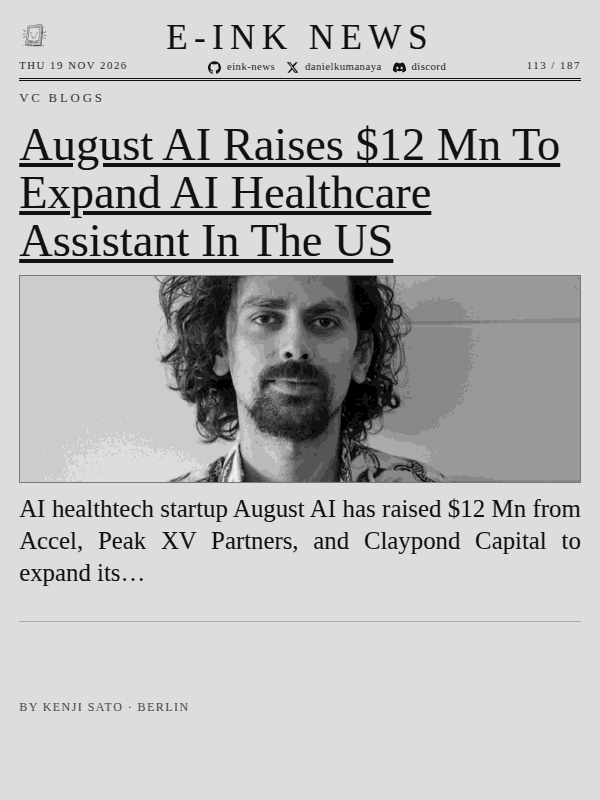 E-INK NEWS
THU 19 NOV 2026 eink-news danielkumanaya discord 113 / 187
VC BLOGS
August AI Raises $12 Mn To
Expand AI Healthcare
Assistant In The US
AI healthtech startup August AI has raised $12 Mn from
Accel, Peak XV Partners, and Claypond Capital to
expand its…
BY KENJI SATO · BERLIN